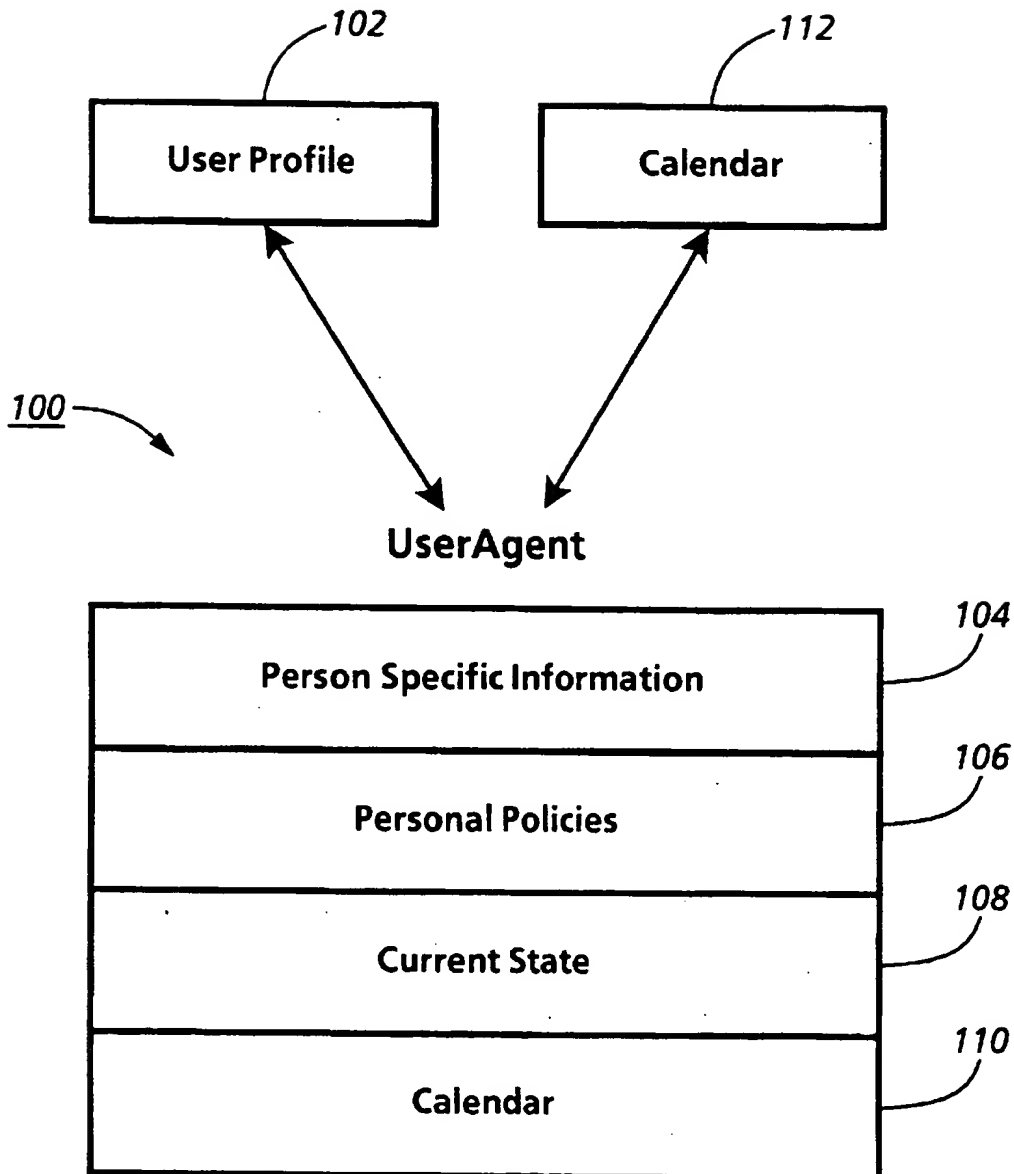 102
112
User Profile
Calendar
100
UserAgent
104
Person Specific Information
106
Personal Policies
108
Current State
110
Calendar